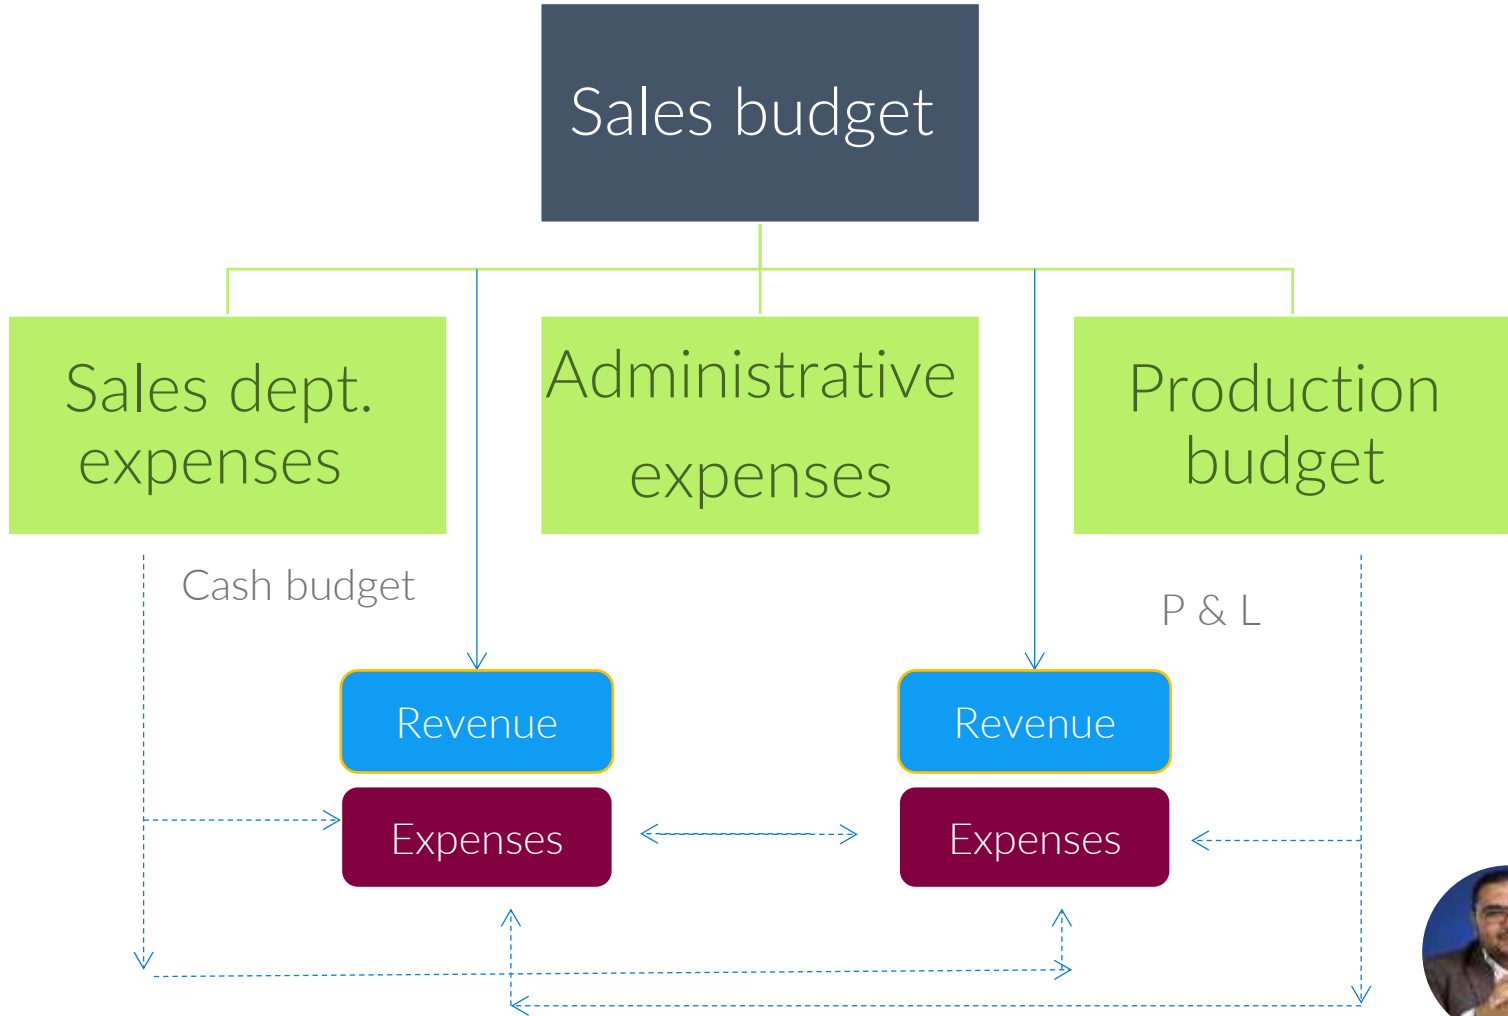 Sales budget
Sales dept.
expenses
Administrative
expenses
Production
budget
Cash budget
P & L
Revenue
Revenue
Expenses
Expenses